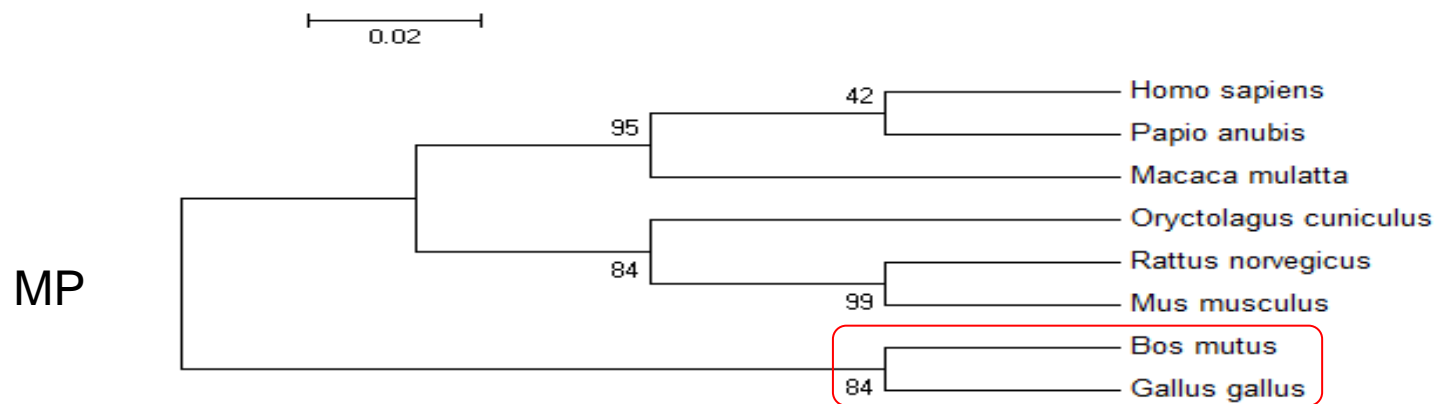 0.02
42
Homo sapiens
95
Papio anubis
Macaca mulatta
Oryctolagus cuniculus
84
Rattus norvegicus
MP
99
Mus musculus
Bos mutus
84
Gallus gallus